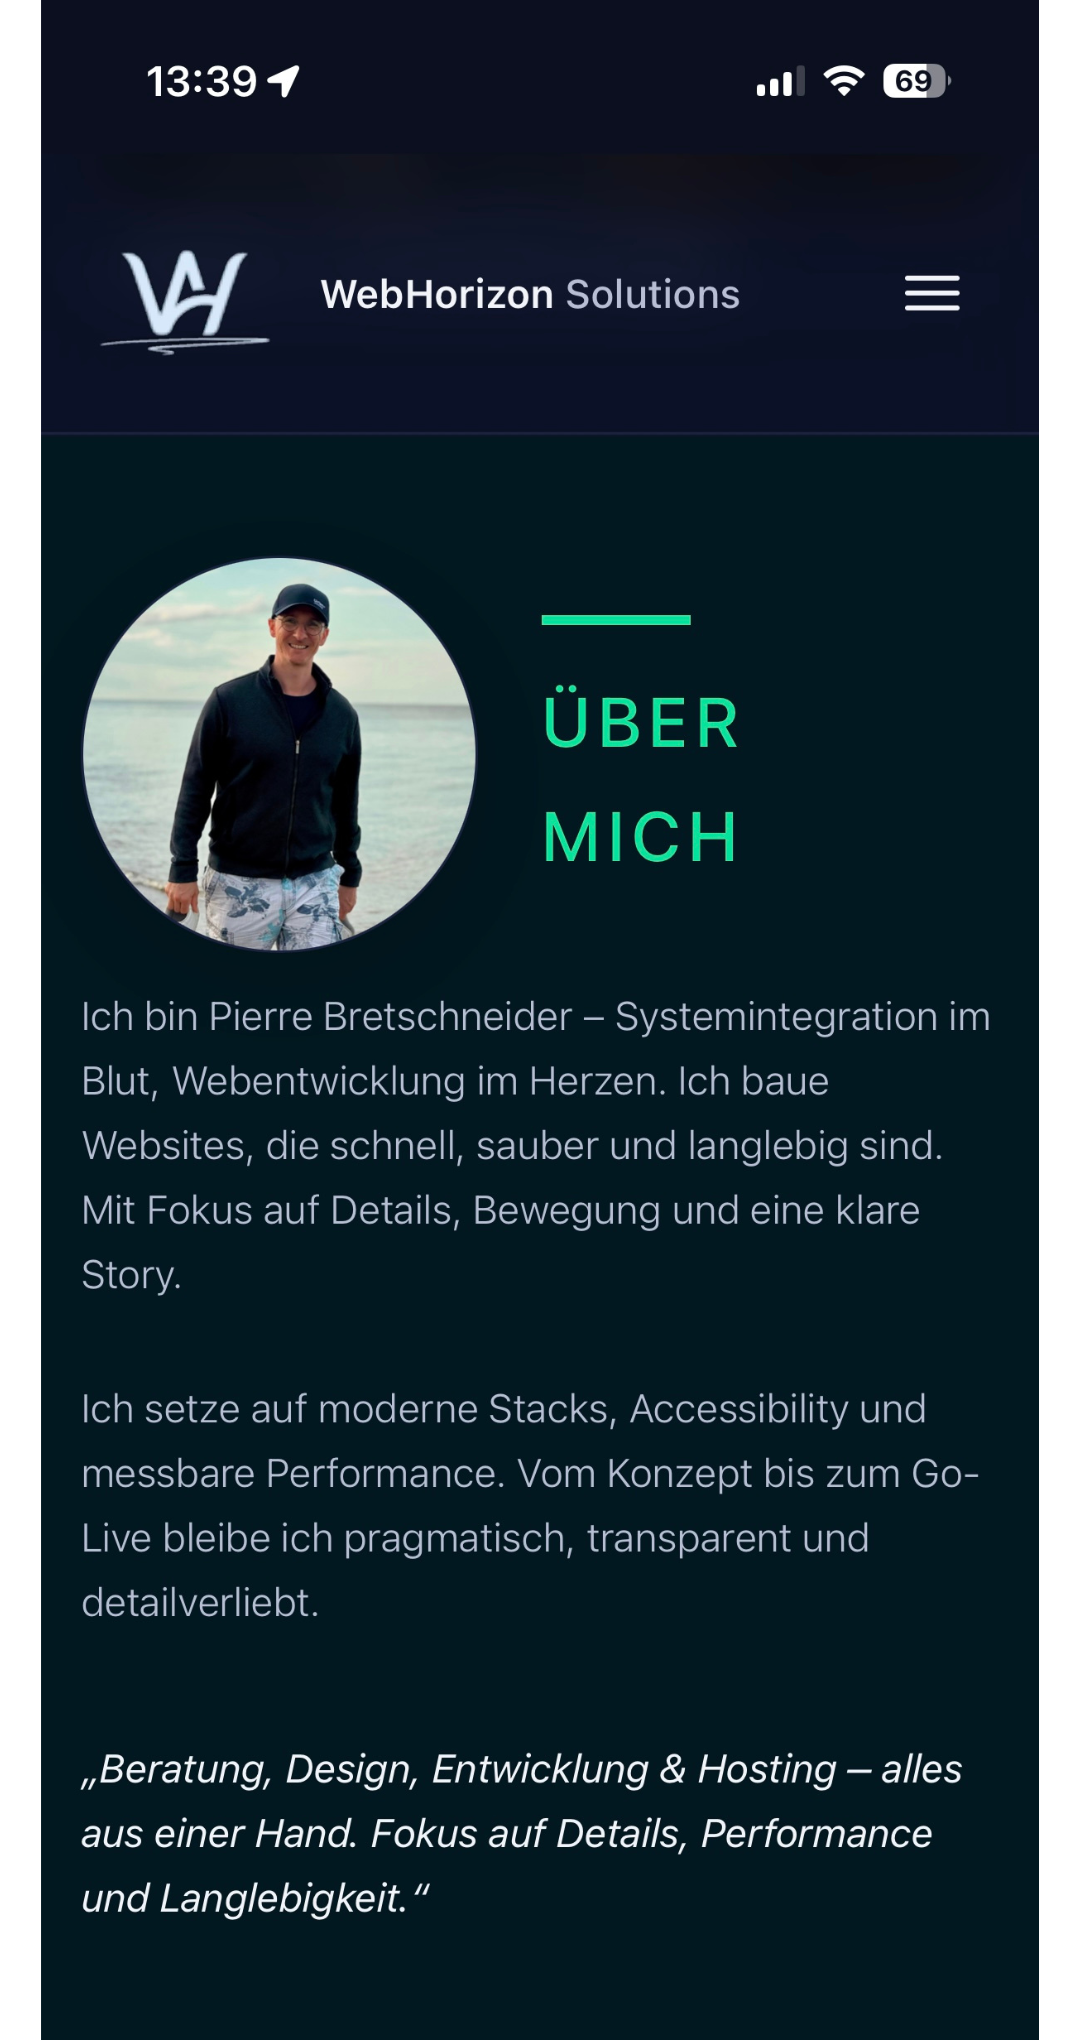 13:39
69
WH
WebHorizon Solutions
ÜBER
MICH
Ich bin Pierre Bretschneider – Systemintegration im
Blut, Webentwicklung im Herzen. Ich baue
Websites, die schnell, sauber und langlebig sind.
Mit Fokus auf Details, Bewegung und eine klare
Story.
Ich setze auf moderne Stacks, Accessibility und
messbare Performance. Vom Konzept bis zum Go-
Live bleibe ich pragmatisch, transparent und
detailverliebt.
„Beratung, Design, Entwicklung & Hosting – alles
aus einer Hand. Fokus auf Details, Performance
und Langlebigkeit.“